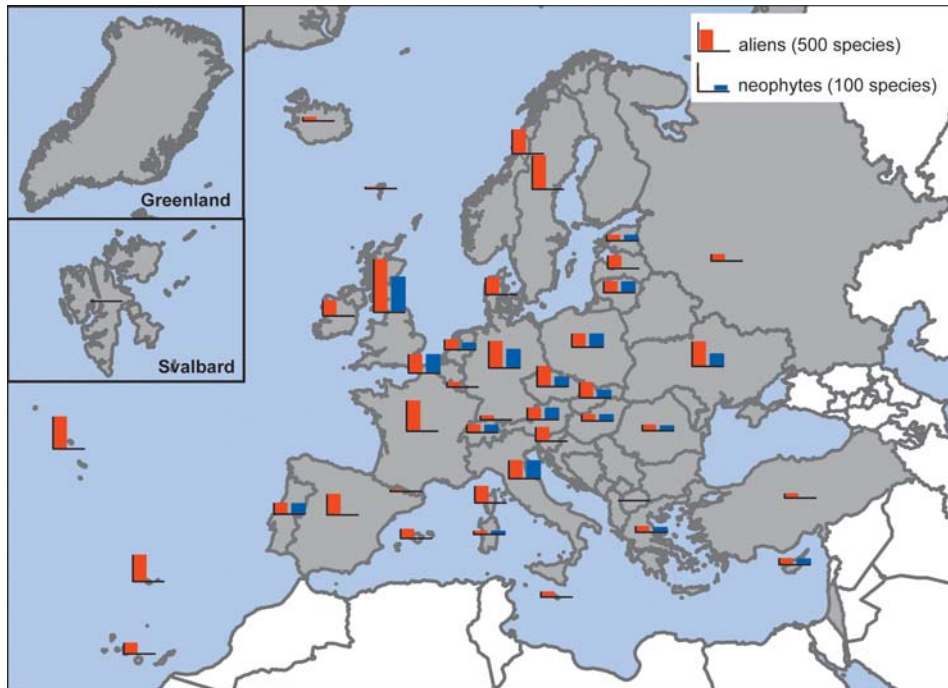 aliens (500 species)
neophytes (100 species)
Greenland
Svalbard